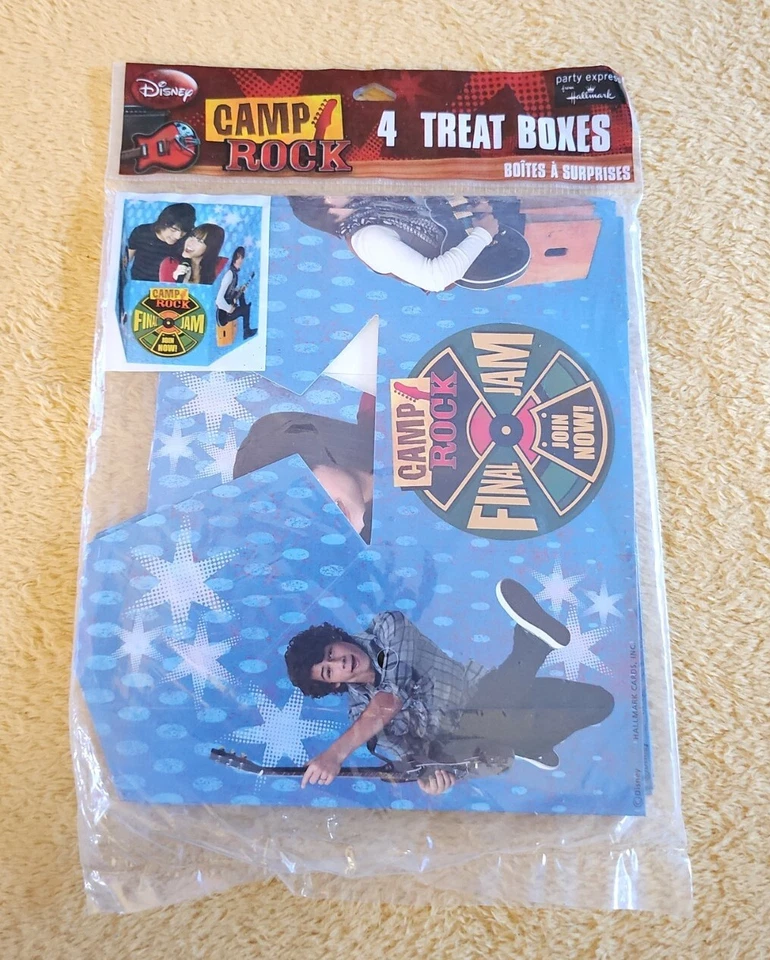 Disney
CAMP
ROCK
4 TREAT BOXES
BOÎTES À SURPRISES
party express
from
Hallmark
CAMP
ROCK
FINAL JAM
JOIN
NOW!
CAMP
ROCK
FINAL JAM
JOIN
NOW!
© Disney HALLMARK CARDS, INC.